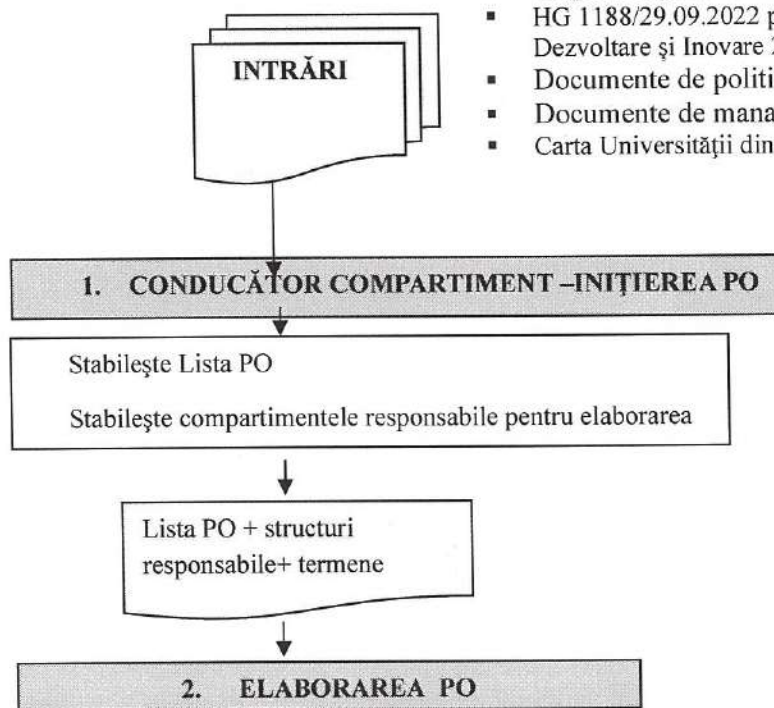 INTRĂRI
▪ HG 1188/29.09.2022 p
Dezvoltare și Inovare 2
▪ Documente de politi
▪ Documente de mana
▪ Carta Universităţii din
1. CONDUCĂTOR COMPARTIMENT –INIŢIEREA PO
Stabileşte Lista PO
Stabileşte compartimentele responsabile pentru elaborarea
Lista PO + structuri
responsabile+ termene
2. ELABORAREA PO